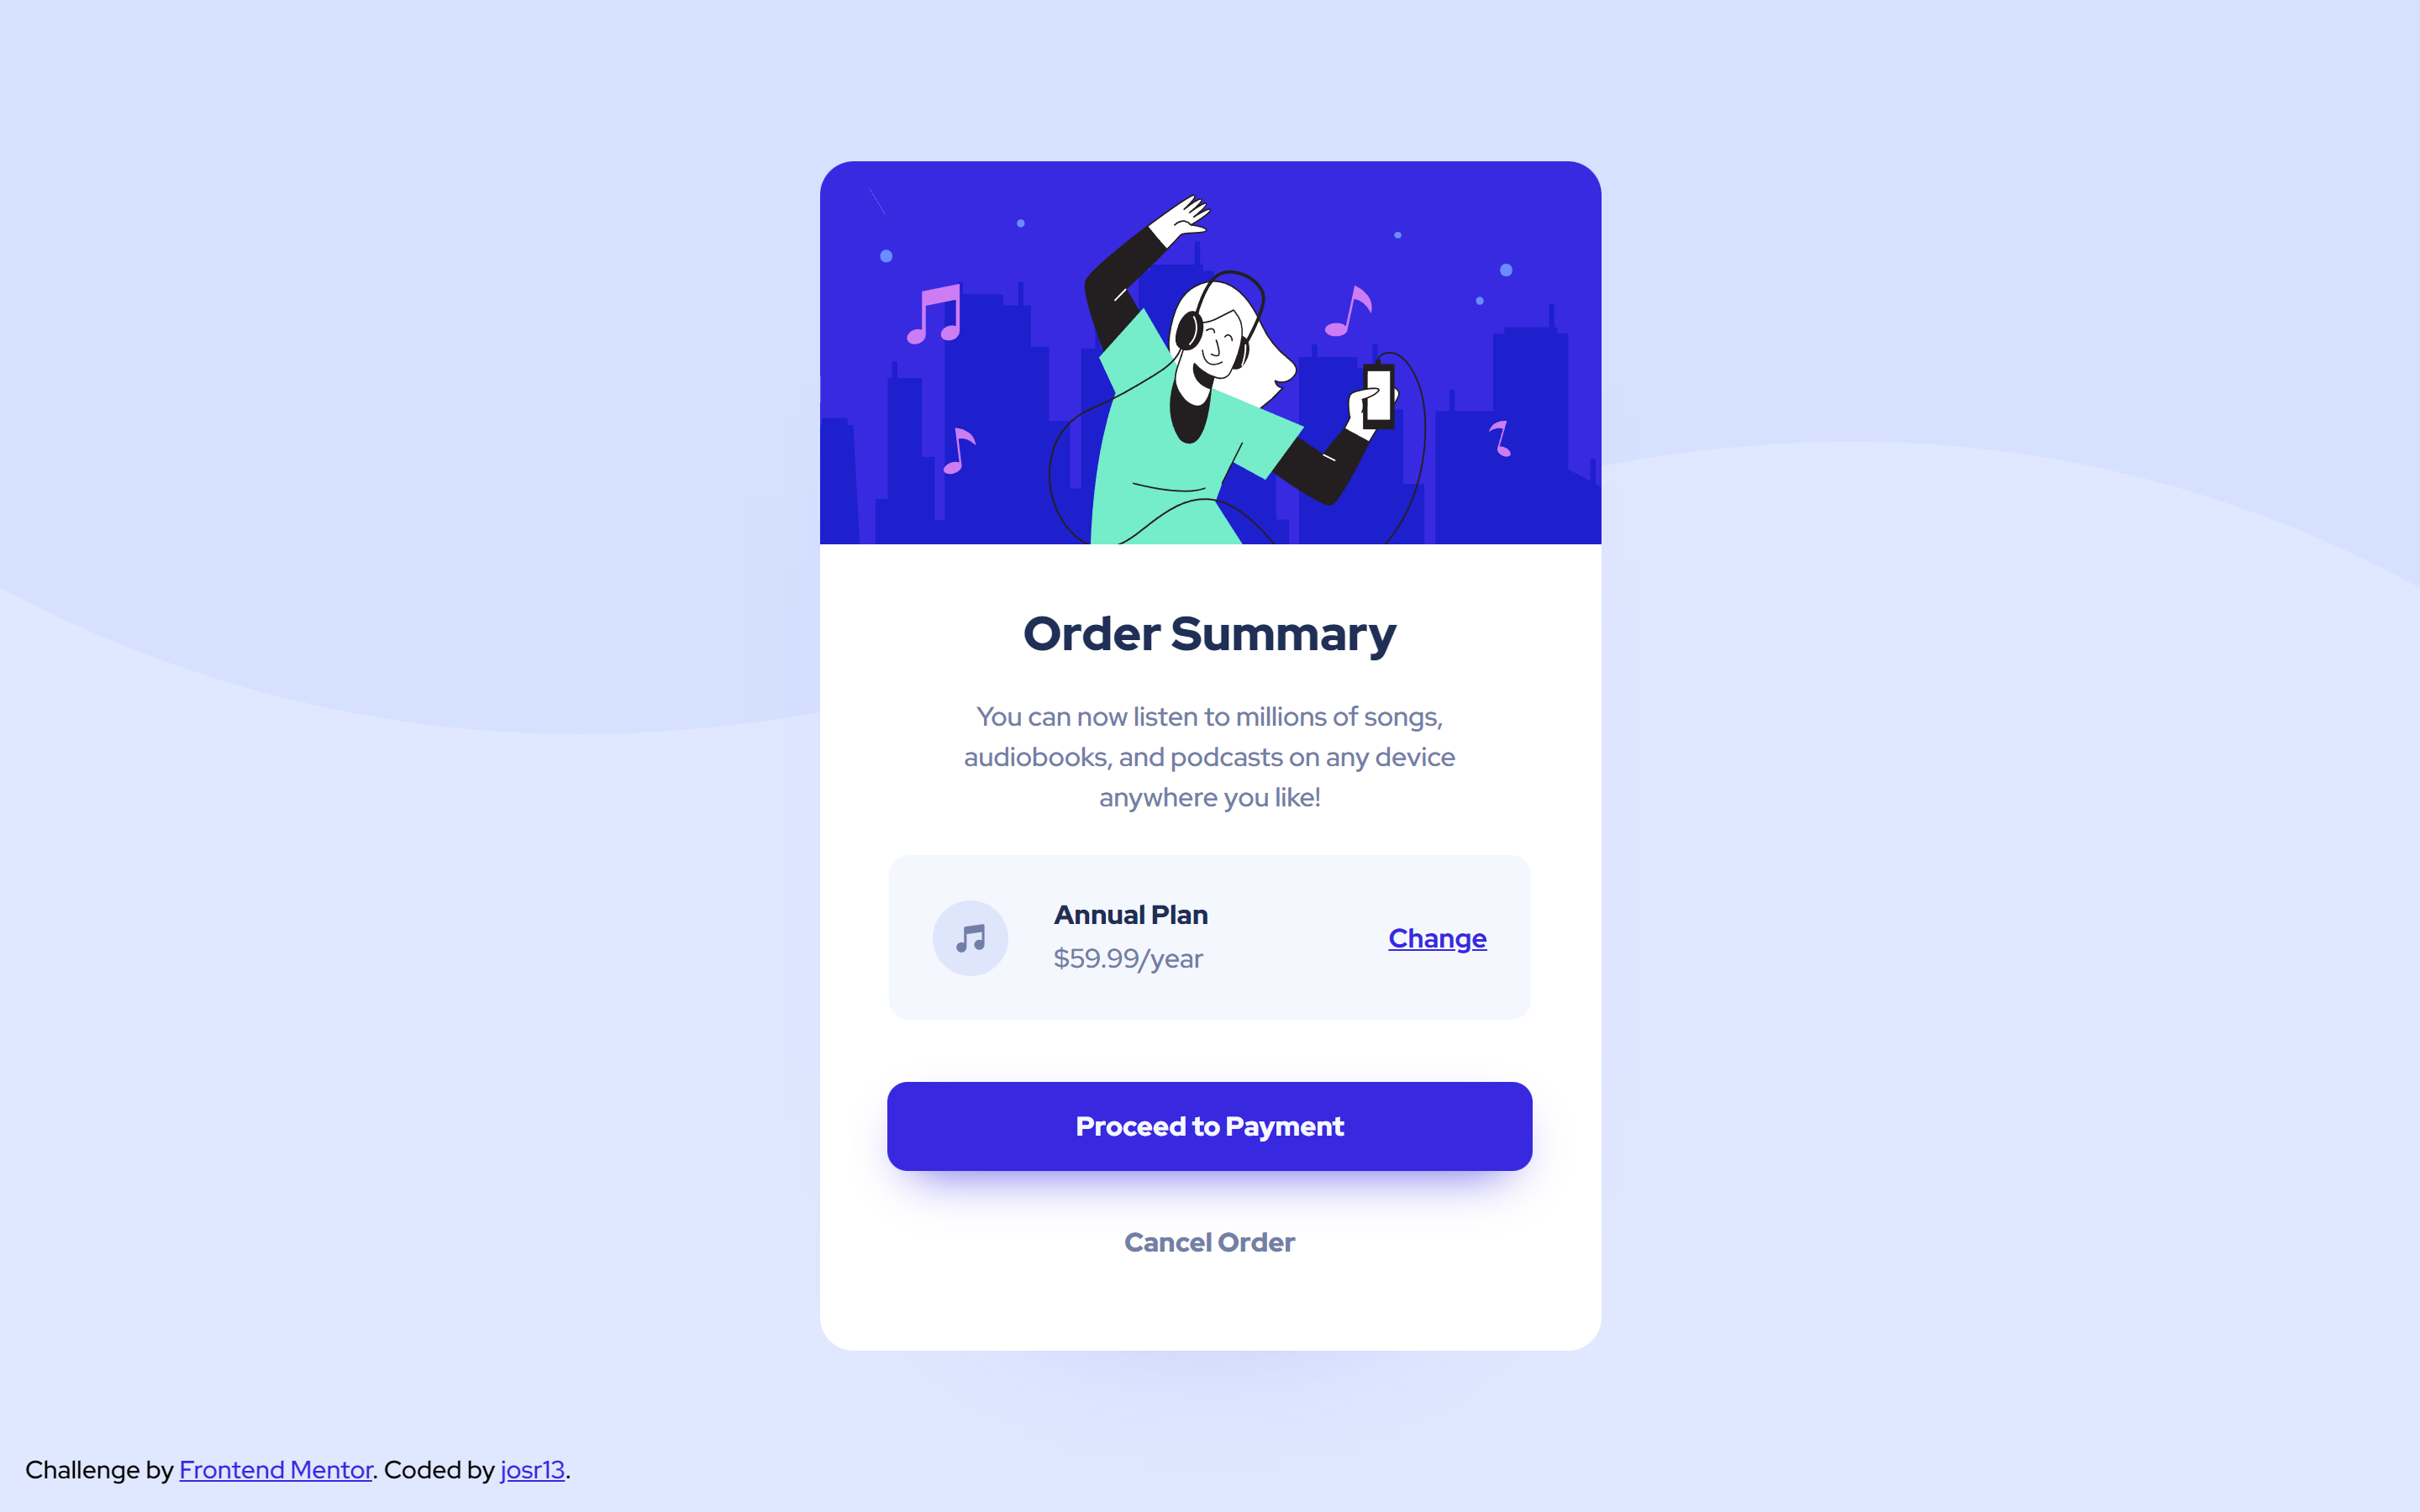 Order Summary
You can now listen to millions of songs,
audiobooks, and podcasts on any device
anywhere you like!
Annual Plan
$59.99/year
Change
Proceed to Payment
Cancel Order
Challenge by Frontend Mentor. Coded by josr13.